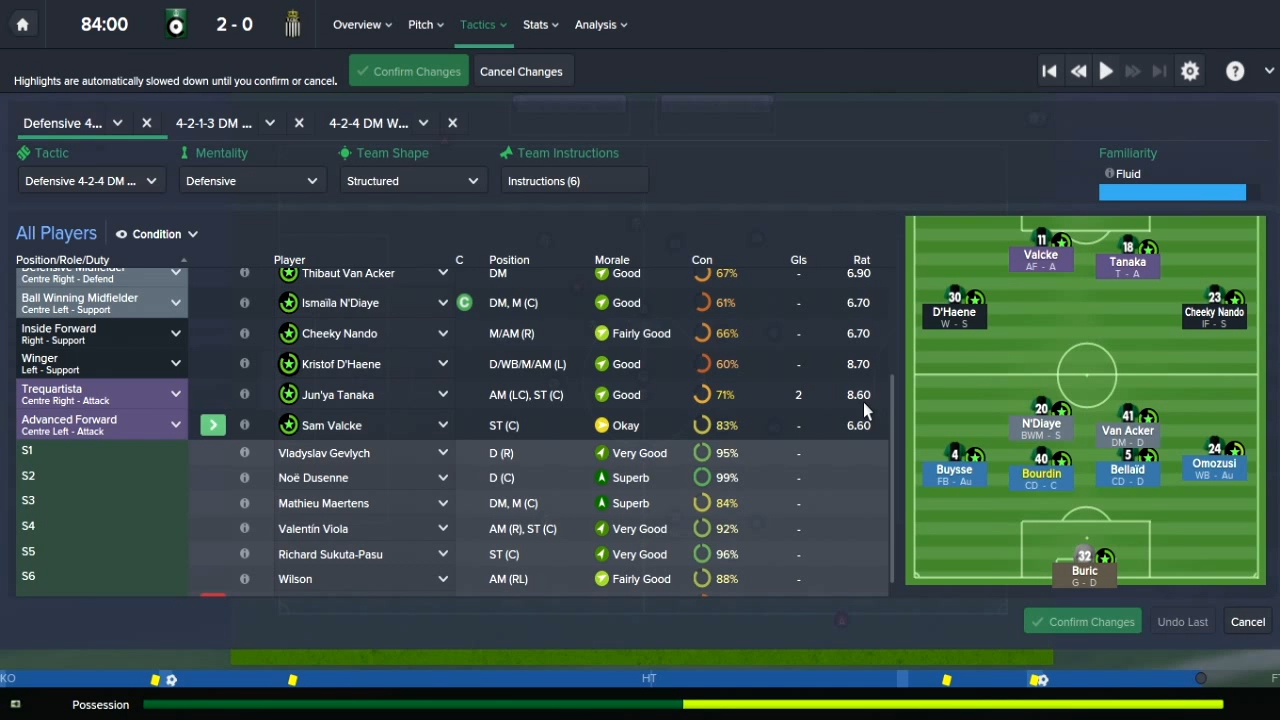 84:00 2 - 0 Overview Pitch Tactics Stats Analysis
Highlights are automatically slowed down until you confirm or cancel. Confirm Changes Cancel Changes ?
Defensive 4... 4-2-1-3 DM ... 4-2-4 DM W...
Tactic Mentality Team Shape Team Instructions Familiarity
Defensive 4-2-4 DM ... Defensive Structured Instructions (6) Fluid
All Players Condition
Position/Role/Duty Player C Position Morale Con Gls Rat
Defensive Midfielder
Centre Right - Defend Thibaut Van Acker DM Good 67% 6.90
Ball Winning Midfielder
Centre Left - Support Ismaïla N'Diaye C DM, M (C) Good 61% - 6.70
Inside Forward
Right - Support Cheeky Nando M/AM (R) Fairly Good 66% - 6.70
Winger
Left - Support Kristof D'Haene D/WB/M/AM (L) Good 60% - 8.70
Trequartista
Centre Right - Attack Jun'ya Tanaka AM (LC), ST (C) Good 71% 2 8.60
Advanced Forward
Centre Left - Attack Sam Valcke ST (C) Okay 83% - 6.60
S1 Vladyslav Gevlych D (R) Very Good 95% -
S2 Noë Dusenne D (C) Superb 99% -
S3 Mathieu Maertens DM, M (C) Superb 84% -
S4 Valentín Viola AM (R), ST (C) Very Good 92% -
S5 Richard Sukuta-Pasu ST (C) Very Good 96% -
S6 Wilson AM (RL) Fairly Good 88% -
11
Valcke
AF - A
18
Tanaka
T - A
30
D'Haene
W - S
23
Cheeky Nando
IF - S
20
N'Diaye
BWM - S
41
Van Acker
DM - D
4
Buysse
FB - Au
40
Bourdin
CD - C
5
Bellaïd
CD - D
24
Omozusi
WB - Au
32
Buric
G - D
Confirm Changes Undo Last Cancel
KO HT F
Possession